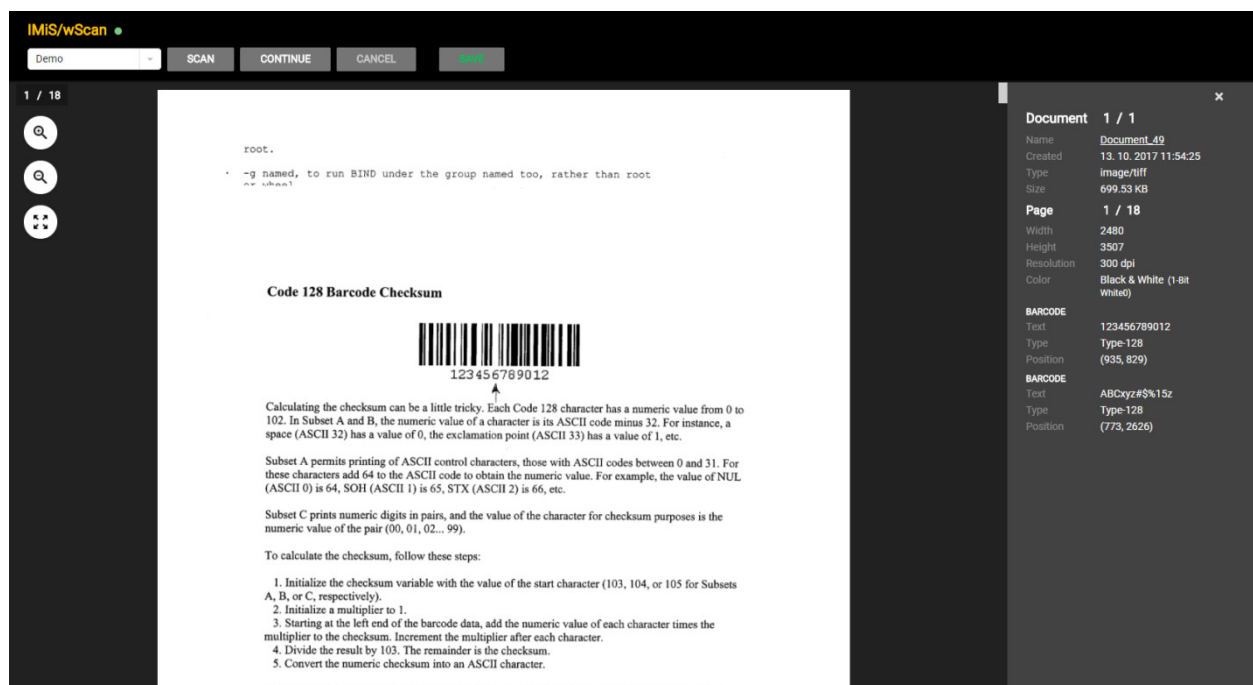 IMiS/wScan
Demo
SCAN
CONTINUE
CANCEL
SAVE
1 / 18
root.
· -g named, to run BIND under the group named too, rather than root
or wheel
Code 128 Barcode Checksum
123456789012
Calculating the checksum can be a little tricky. Each Code 128 character has a numeric value from 0 to
102. In Subset A and B, the numeric value of a character is its ASCII code minus 32. For instance, a
space (ASCII 32) has a value of 0, the exclamation point (ASCII 33) has a value of 1, etc.
Subset A permits printing of ASCII control characters, those with ASCII codes between 0 and 31. For
these characters add 64 to the ASCII code to obtain the numeric value. For example, the value of NUL
(ASCII 0) is 64, SOH (ASCII 1) is 65, STX (ASCII 2) is 66, etc.
Subset C prints numeric digits in pairs, and the value of the character for checksum purposes is the
numeric value of the pair (00, 01, 02... 99).
To calculate the checksum, follow these steps:
1. Initialize the checksum variable with the value of the start character (103, 104, or 105 for Subsets
A, B, or C, respectively).
2. Initialize a multiplier to 1.
3. Starting at the left end of the barcode data, add the numeric value of each character times the
multiplier to the checksum. Increment the multiplier after each character.
4. Divide the result by 103. The remainder is the checksum.
5. Convert the numeric checksum into an ASCII character.
Document 1 / 1
Name Document_49
Created 13. 10. 2017 11:54:25
Type image/tiff
Size 699.53 KB
Page 1 / 18
Width 2480
Height 3507
Resolution 300 dpi
Color Black & White (1-Bit
White0)
BARCODE
Text 123456789012
Type Type-128
Position (935, 829)
BARCODE
Text ABCxyz#$%15z
Type Type-128
Position (773, 2626)